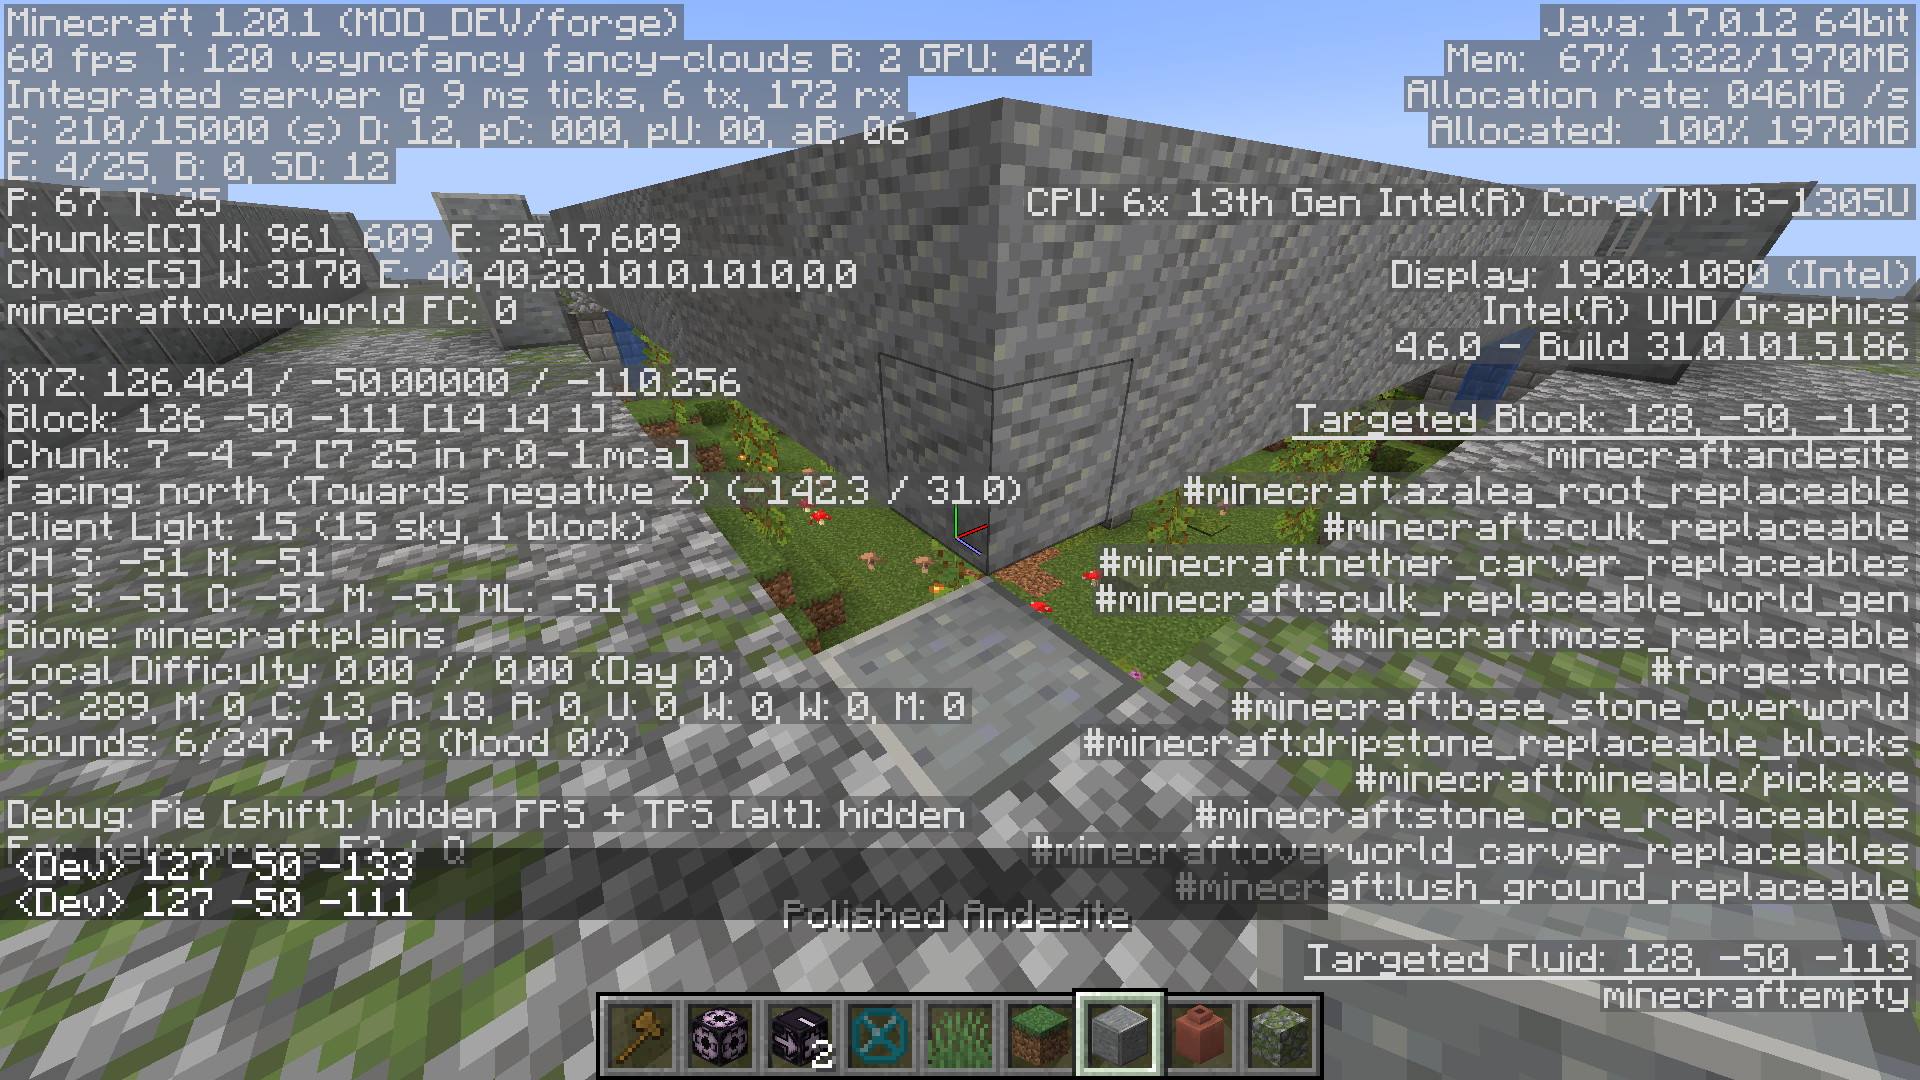 Minecraft 1.20.1 (MOD_DEV/forge)
60 fps T: 120 vsyncfancy fancy-clouds B: 2 GPU: 46%
Integrated server @ 9 ms ticks, 6 tx, 172 rx
C: 210/15000 (s) D: 12, pC: 000, pU: 00, aB: 06
E: 4/25, B: 0, SD: 12
P: 67. T: 25
Chunks[C] W: 961, 609 E: 25,17,609
Chunks[S] W: 3170 E: 40,40,28,1010,1010,0,0
minecraft:overworld FC: 0
XYZ: 126.464 / -50.00000 / -110.256
Block: 126 -50 -111 [14 14 1]
Chunk: 7 -4 -7 [7 25 in r.0.-1.mca]
Facing: north (Towards negative Z) (-142.3 / 31.0)
Client Light: 15 (15 sky, 1 block)
CH S: -51 M: -51
SH S: -51 O: -51 M: -51 ML: -51
Biome: minecraft:plains
Local Difficulty: 0.00 // 0.00 (Day 0)
SC: 289, M: 0, C: 13, A: 18, A: 0, U: 0, W: 0, W: 0, M: 0
Sounds: 6/247 + 0/8 (Mood 0%)
Debug: Pie [shift]: hidden FPS + TPS [alt]: hidden
For help: press F3 + Q
<Dev> 127 -50 -133
<Dev> 127 -50 -111
Java: 17.0.12 64bit
Mem: 67% 1322/1970MB
Allocation rate: 046MB /s
Allocated: 100% 1970MB
CPU: 6x 13th Gen Intel(R) Core(TM) i3-1305U
Display: 1920x1080 (Intel)
Intel(R) UHD Graphics
4.6.0 - Build 31.0.101.5186
Targeted Block: 128, -50, -113
minecraft:andesite
#minecraft:azalea_root_replaceable
#minecraft:sculk_replaceable
#minecraft:nether_carver_replaceables
#minecraft:sculk_replaceable_world_gen
#minecraft:moss_replaceable
#forge:stone
#minecraft:base_stone_overworld
#minecraft:dripstone_replaceable_blocks
#minecraft:mineable/pickaxe
#minecraft:stone_ore_replaceables
#minecraft:overworld_carver_replaceables
#minecraft:lush_ground_replaceable
Targeted Fluid: 128, -50, -113
minecraft:empty
Polished Andesite
2